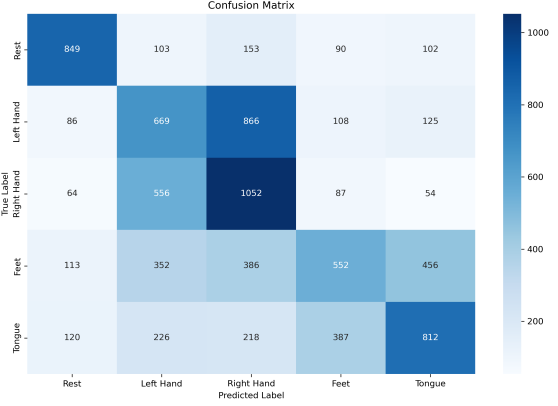 Confusion Matrix
Rest 849 103 153 90 102
Left Hand 86 669 866 108 125
Right Hand 64 556 1052 87 54
Feet 113 352 386 552 456
Tongue 120 226 218 387 812
Rest Left Hand Right Hand Feet Tongue
Predicted Label
True Label
1000
800
600
400
200